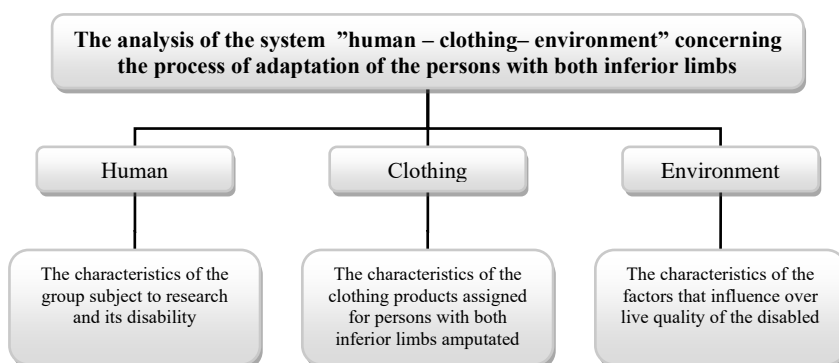 The analysis of the system ”human – clothing– environment” concerning
the process of adaptation of the persons with both inferior limbs
Human
Clothing
Environment
The characteristics of the
group subject to research
and its disability
The characteristics of the
clothing products assigned
for persons with both
inferior limbs amputated
The characteristics of the
factors that influence over
live quality of the disabled